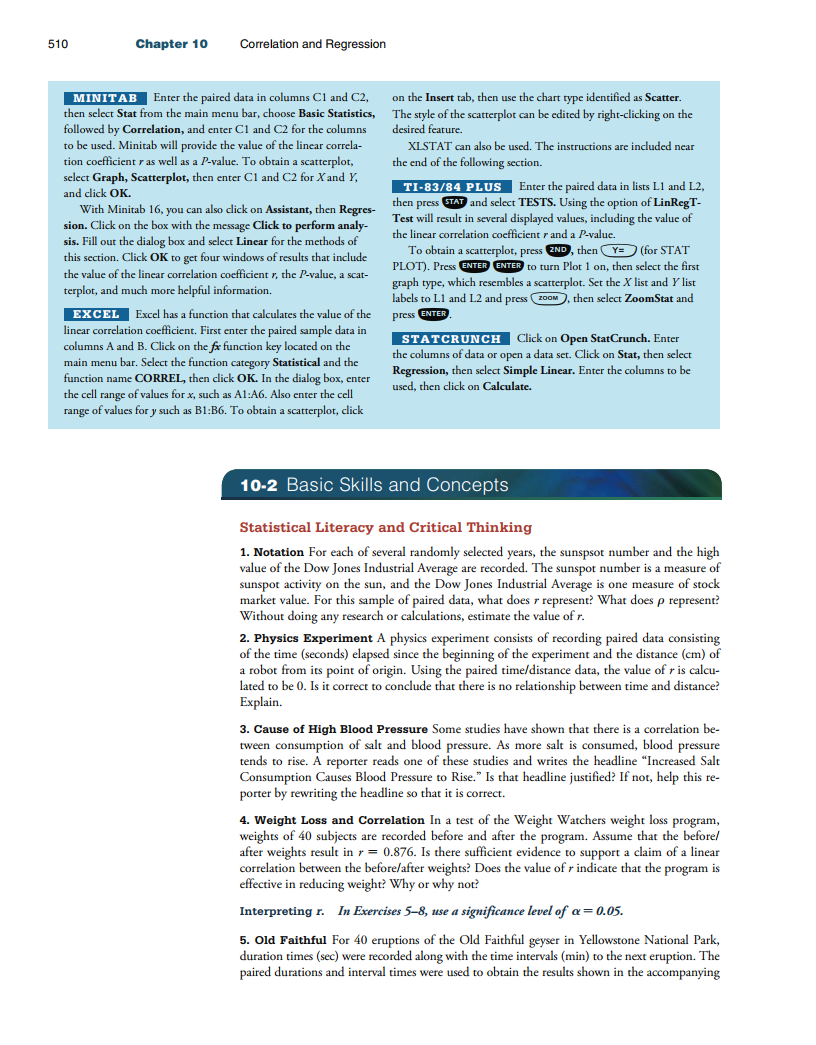 510 Chapter 10 Correlation and Regression
MINITAB Enter the paired data in columns C1 and C2,
then select Stat from the main menu bar, choose Basic Statistics,
followed by Correlation, and enter C1 and C2 for the columns
to be used. Minitab will provide the value of the linear correla-
tion coefficient r as well as a P-value. To obtain a scatterplot,
select Graph, Scatterplot, then enter C1 and C2 for X and Y,
and click OK.
With Minitab 16, you can also click on Assistant, then Regres-
sion. Click on the box with the message Click to perform analy-
sis. Fill out the dialog box and select Linear for the methods of
this section. Click OK to get four windows of results that include
the value of the linear correlation coefficient r, the P-value, a scat-
terplot, and much more helpful information.
EXCEL Excel has a function that calculates the value of the
linear correlation coefficient. First enter the paired sample data in
columns A and B. Click on the fx function key located on the
main menu bar. Select the function category Statistical and the
function name CORREL, then click OK. In the dialog box, enter
the cell range of values for x, such as A1:A6. Also enter the cell
range of values for y such as B1:B6. To obtain a scatterplot, click
on the Insert tab, then use the chart type identified as Scatter.
The style of the scatterplot can be edited by right-clicking on the
desired feature.
XLSTAT can also be used. The instructions are included near
the end of the following section.
TI-83/84 PLUS Enter the paired data in lists L1 and L2,
then press STAT and select TESTS. Using the option of LinRegT-
Test will result in several displayed values, including the value of
the linear correlation coefficient r and a P-value.
To obtain a scatterplot, press 2ND, then Y= (for STAT
PLOT). Press ENTER ENTER to turn Plot 1 on, then select the first
graph type, which resembles a scatterplot. Set the X list and Y list
labels to L1 and L2 and press ZOOM, then select ZoomStat and
press ENTER.
STATCRUNCH Click on Open StatCrunch. Enter
the columns of data or open a data set. Click on Stat, then select
Regression, then select Simple Linear. Enter the columns to be
used, then click on Calculate.
10-2 Basic Skills and Concepts
Statistical Literacy and Critical Thinking
1. Notation For each of several randomly selected years, the sunspsot number and the high
value of the Dow Jones Industrial Average are recorded. The sunspot number is a measure of
sunspot activity on the sun, and the Dow Jones Industrial Average is one measure of stock
market value. For this sample of paired data, what does r represent? What does ρ represent?
Without doing any research or calculations, estimate the value of r.
2. Physics Experiment A physics experiment consists of recording paired data consisting
of the time (seconds) elapsed since the beginning of the experiment and the distance (cm) of
a robot from its point of origin. Using the paired time/distance data, the value of r is calcu-
lated to be 0. Is it correct to conclude that there is no relationship between time and distance?
Explain.
3. Cause of High Blood Pressure Some studies have shown that there is a correlation be-
tween consumption of salt and blood pressure. As more salt is consumed, blood pressure
tends to rise. A reporter reads one of these studies and writes the headline “Increased Salt
Consumption Causes Blood Pressure to Rise.” Is that headline justified? If not, help this re-
porter by rewriting the headline so that it is correct.
4. Weight Loss and Correlation In a test of the Weight Watchers weight loss program,
weights of 40 subjects are recorded before and after the program. Assume that the before/
after weights result in r = 0.876. Is there sufficient evidence to support a claim of a linear
correlation between the before/after weights? Does the value of r indicate that the program is
effective in reducing weight? Why or why not?
Interpreting r. In Exercises 5–8, use a significance level of α = 0.05.
5. Old Faithful For 40 eruptions of the Old Faithful geyser in Yellowstone National Park,
duration times (sec) were recorded along with the time intervals (min) to the next eruption. The
paired durations and interval times were used to obtain the results shown in the accompanying